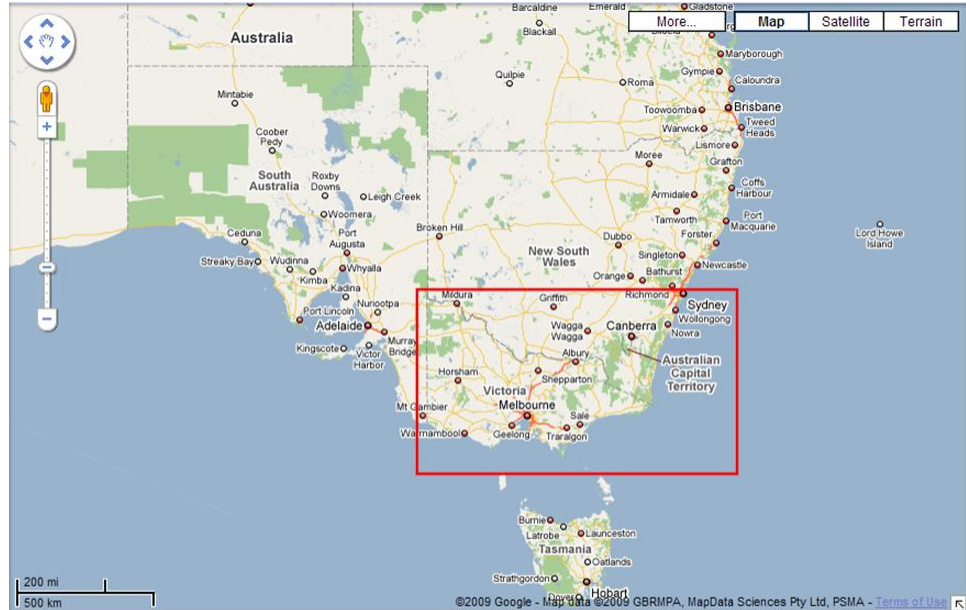 Barcaldine
Emerald
Gladstone
Blackall
More...
Map
Satellite
Terrain
Australia
Maryborough
Quilpie
Roma
Gympie
Caloundra
Mintabie
Toowoomba
Brisbane
Tweed
Heads
Warwick
Coober
Pedy
Lismore
Moree
Grafton
South
Australia
Roxby
Downs
Leigh Creek
Armidale
Coffs
Harbour
Woomera
Tamworth
Port
Macquarie
Ceduna
Port
Augusta
Broken Hill
Dubbo
Forster
Lord Howe
Island
New South
Wales
Streaky Bay
Wudinna
Whyalla
Singleton
Kimba
Orange
Bathurst
Newcastle
Kadina
Nuriootpa
Mildura
Griffith
Richmond
Sydney
Port Lincoln
Adelaide
Wollongong
Wagga
Wagga
Canberra
Nowra
Murray
Bridge
Kingscote
Victor
Harbor
Albury
Australian
Capital
Territory
Horsham
Shepparton
Victoria
Mt Gambier
Melbourne
Sale
Warrnambool
Geelong
Traralgon
Burnie
Latrobe
Launceston
Tasmania
Oatlands
Strathgordon
Hobart
Dover
200 mi
500 km
©2009 Google - Map data ©2009 GBRMPA, MapData Sciences Pty Ltd, PSMA - Terms of Use